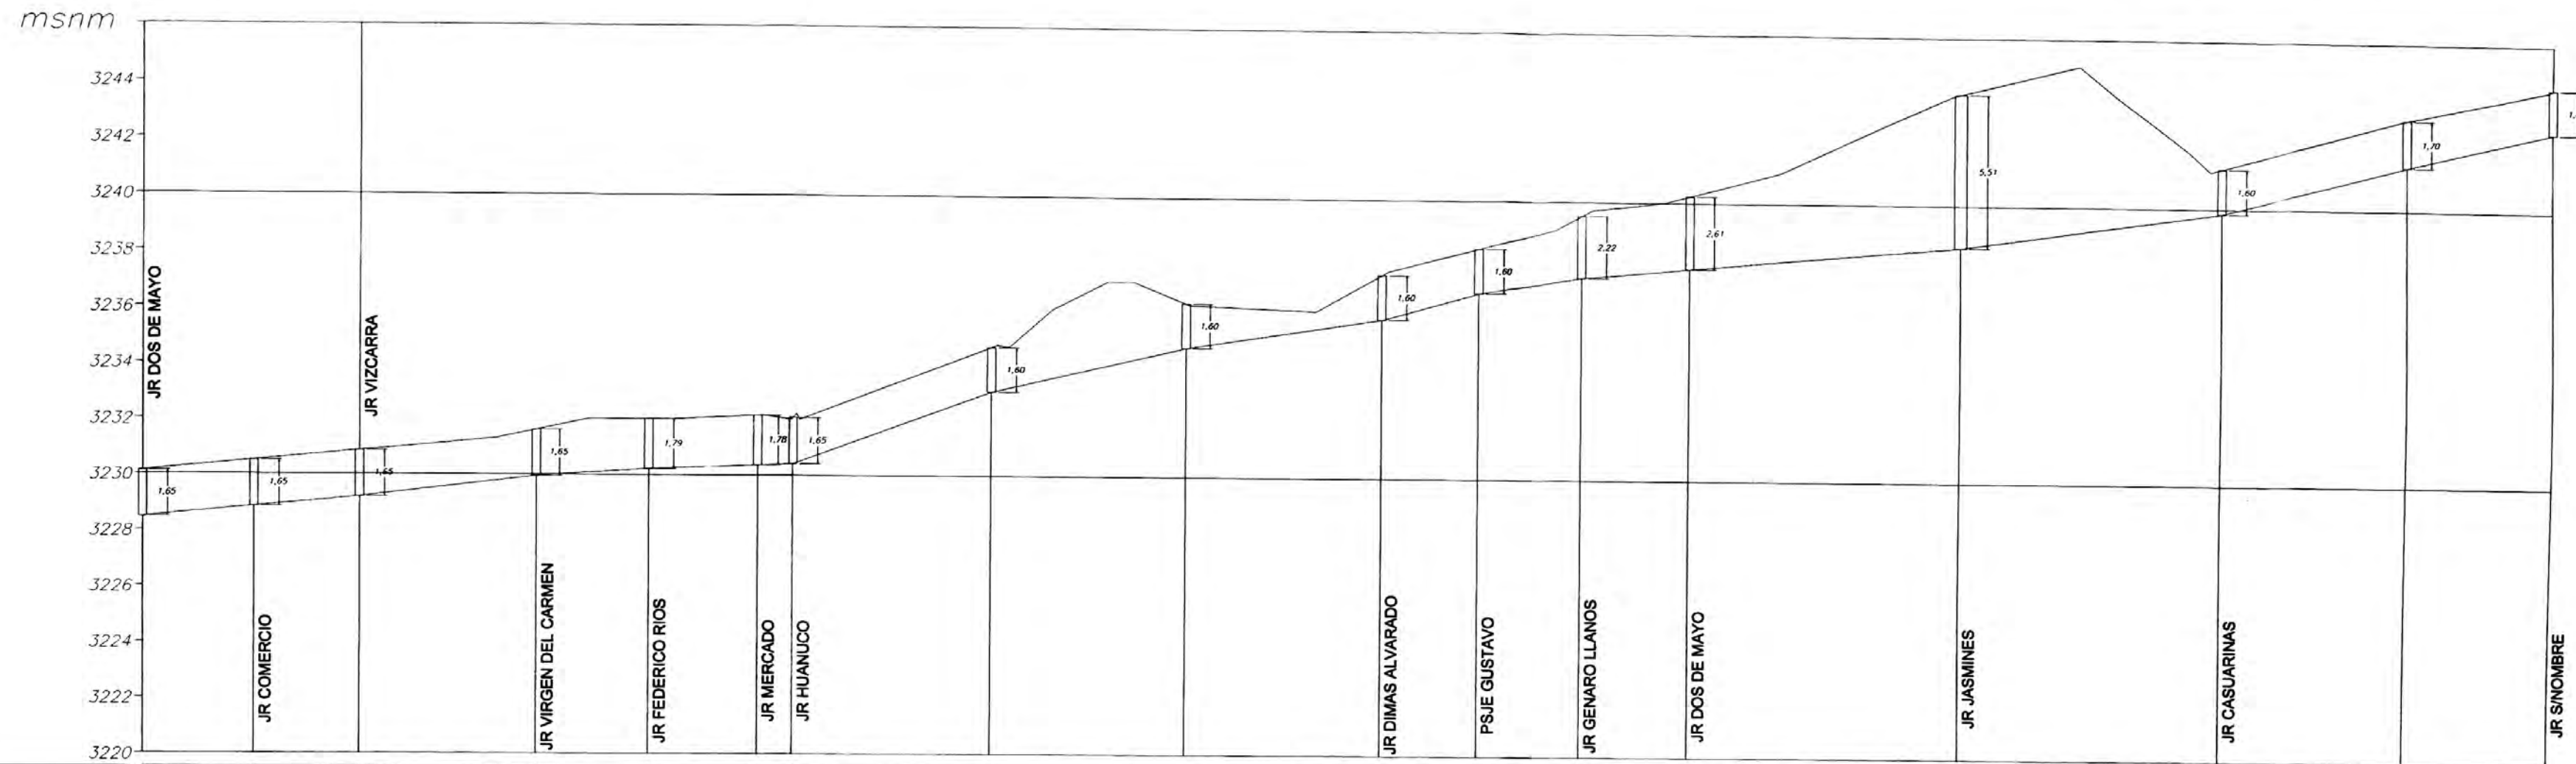 msnm
3244
3242
3240
3238
3236
3234
3232
3230
3228
3226
3224
3222
3220
JR DOS DE MAYO
JR COMERCIO
JR VIZCARRA
JR VIRGEN DEL CARMEN
JR FEDERICO RIOS
JR MERCADO
JR HUANUCO
JR DIMAS ALVARADO
PSJE GUSTAVO
JR GENARO LLANOS
JR DOS DE MAYO
JR JASMINES
JR CASUARINAS
JR S/NOMBRE
1,65
1,65
1,65
1,65
1,79
1,78
1,65
1,60
1,60
1,60
1,60
2,22
2,61
5,51
1,60
1,70